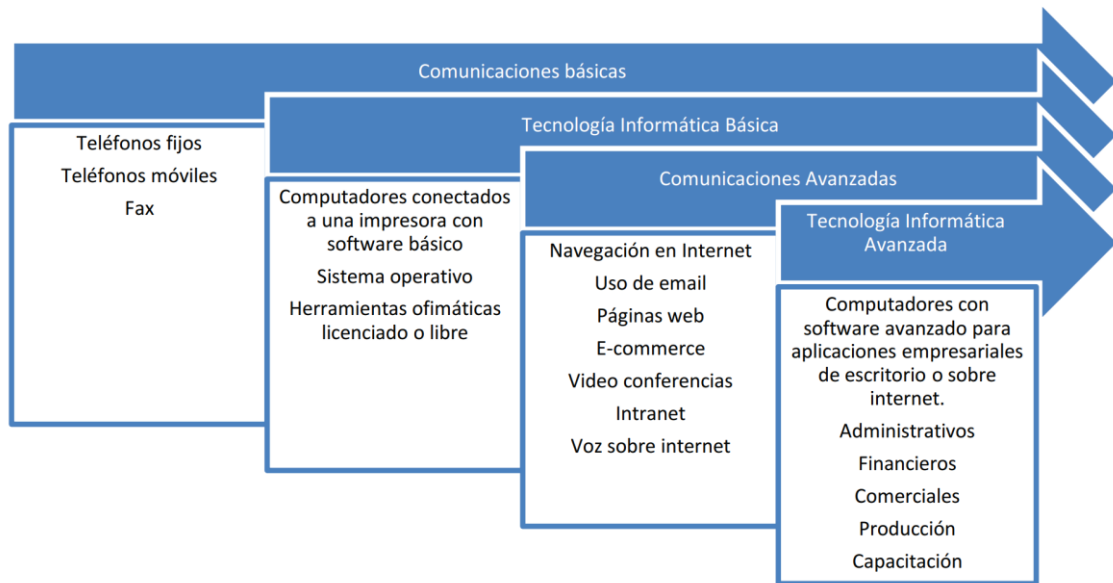 Comunicaciones básicas
Teléfonos fijos
Teléfonos móviles
Fax
Tecnología Informática Básica
Computadores conectados
a una impresora con
software básico
Sistema operativo
Herramientas ofimáticas
licenciado o libre
Comunicaciones Avanzadas
Navegación en Internet
Uso de email
Páginas web
E-commerce
Video conferencias
Intranet
Voz sobre internet
Tecnología Informática
Avanzada
Computadores con
software avanzado para
aplicaciones empresariales
de escritorio o sobre
internet.
Administrativos
Financieros
Comerciales
Producción
Capacitación